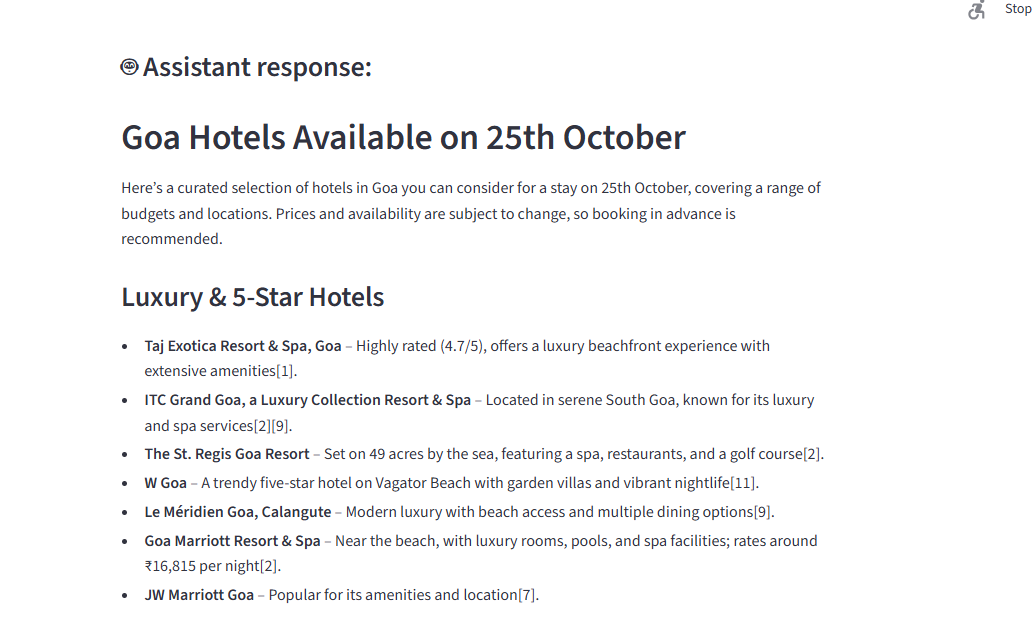 Stop
Assistant response:
Goa Hotels Available on 25th October
Here’s a curated selection of hotels in Goa you can consider for a stay on 25th October, covering a range of
budgets and locations. Prices and availability are subject to change, so booking in advance is
recommended.
Luxury & 5-Star Hotels
• Taj Exotica Resort & Spa, Goa – Highly rated (4.7/5), offers a luxury beachfront experience with
extensive amenities[1].
• ITC Grand Goa, a Luxury Collection Resort & Spa – Located in serene South Goa, known for its luxury
and spa services[2][9].
• The St. Regis Goa Resort – Set on 49 acres by the sea, featuring a spa, restaurants, and a golf course[2].
• W Goa – A trendy five-star hotel on Vagator Beach with garden villas and vibrant nightlife[11].
• Le Méridien Goa, Calangute – Modern luxury with beach access and multiple dining options[9].
• Goa Marriott Resort & Spa – Near the beach, with luxury rooms, pools, and spa facilities; rates around
₹16,815 per night[2].
• JW Marriott Goa – Popular for its amenities and location[7].